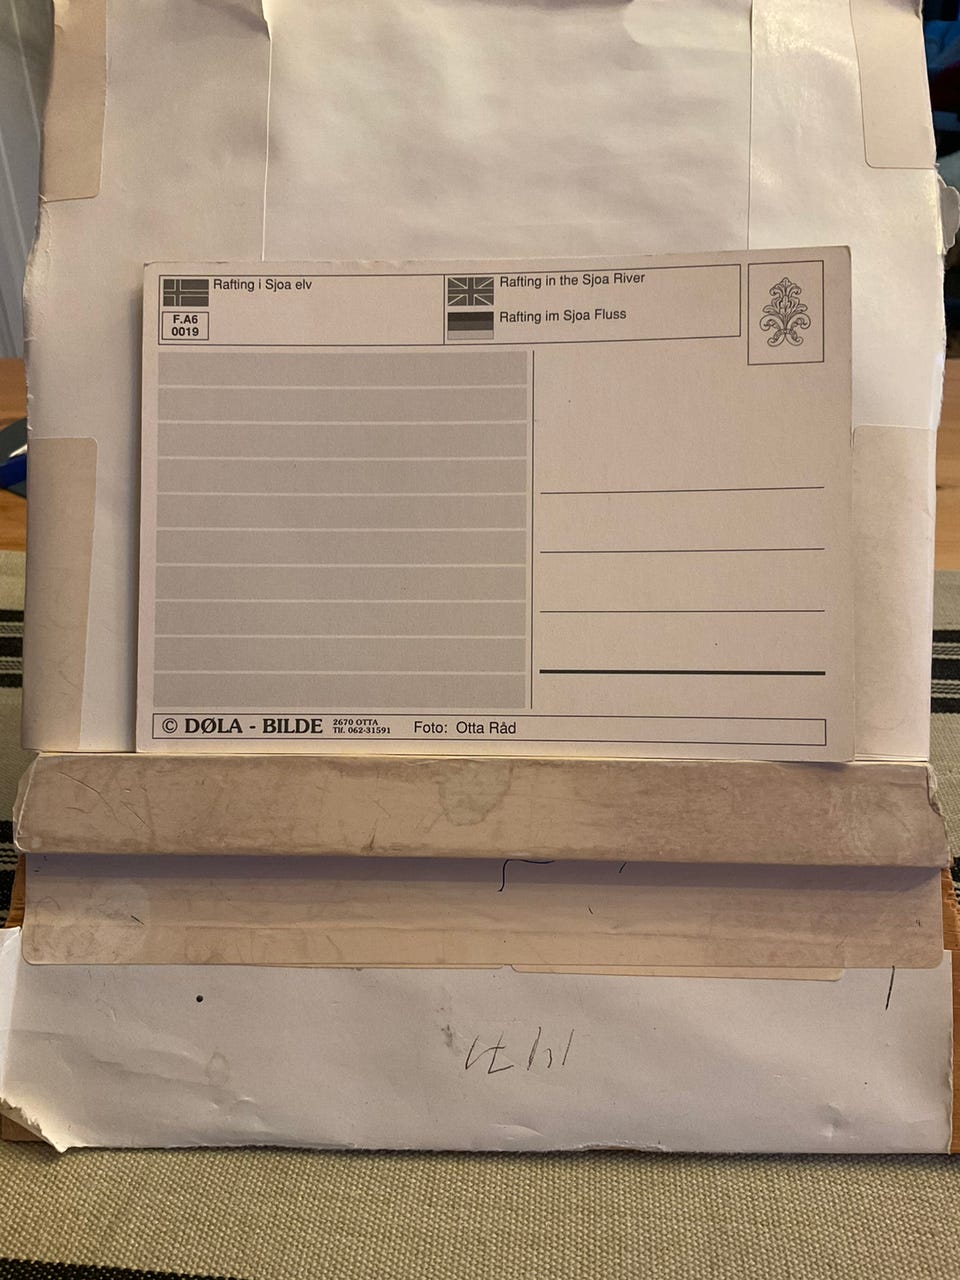 Rafting i Sjoa elv
F.A6
0019
Rafting in the Sjoa River
Rafting im Sjoa Fluss
© DØLA - BILDE
2670 OTTA
Tlf. 062-31591
Foto: Otta Råd